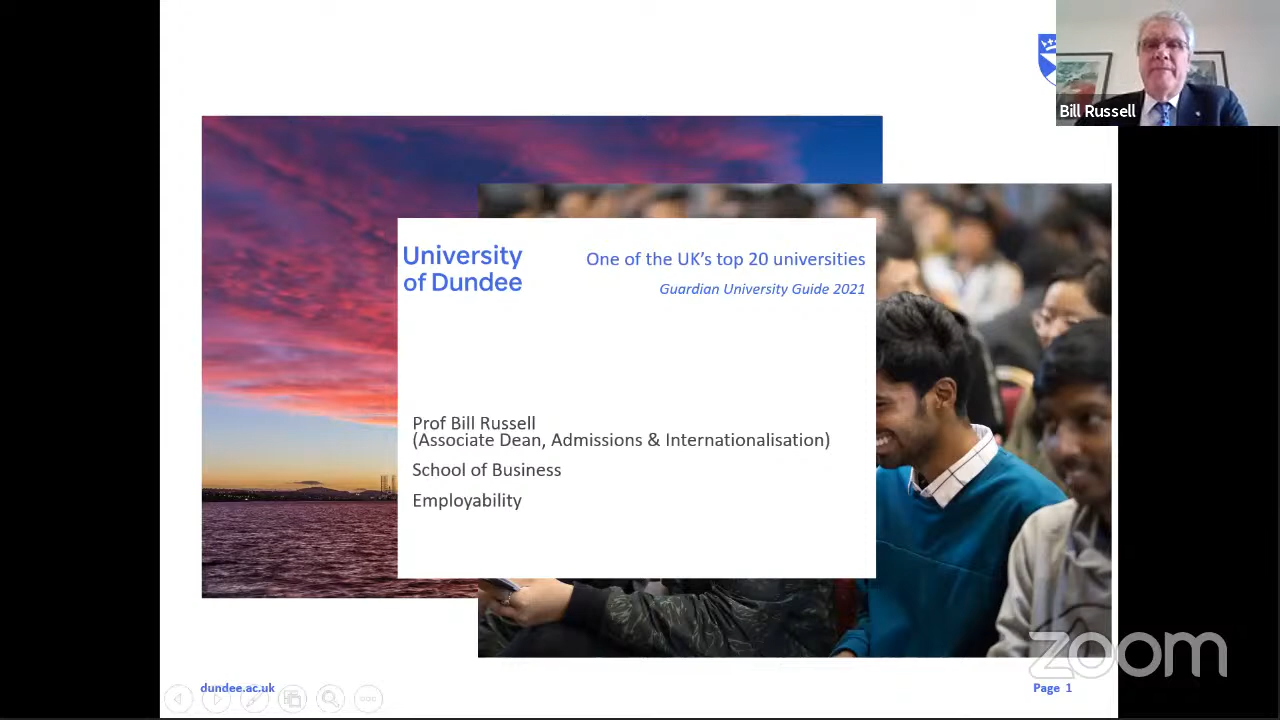 Bill Russell
University
of Dundee
One of the UK's top 20 universities
Guardian University Guide 2021
Prof Bill Russell
(Associate Dean, Admissions & Internationalisation)
School of Business
Employability
zoom
dundee.ac.uk
Page 1